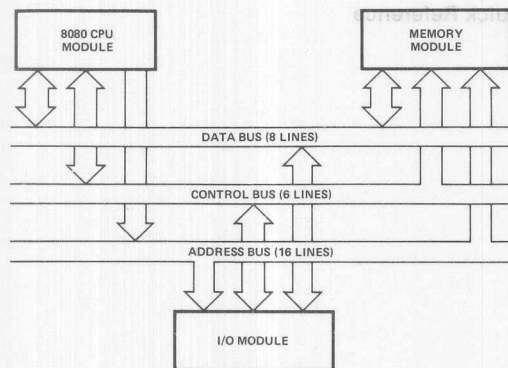 8080 CPU
MODULE
MEMORY
MODULE
DATA BUS (8 LINES)
CONTROL BUS (6 LINES)
ADDRESS BUS (16 LINES)
I/O MODULE